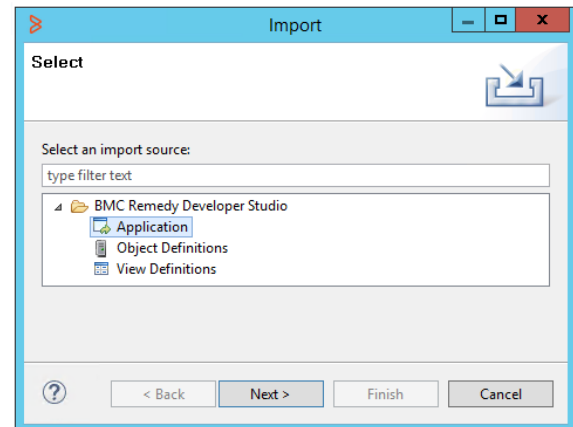 Import
Select
Select an import source:
type filter text
BMC Remedy Developer Studio
Application
Object Definitions
View Definitions
? < Back Next > Finish Cancel